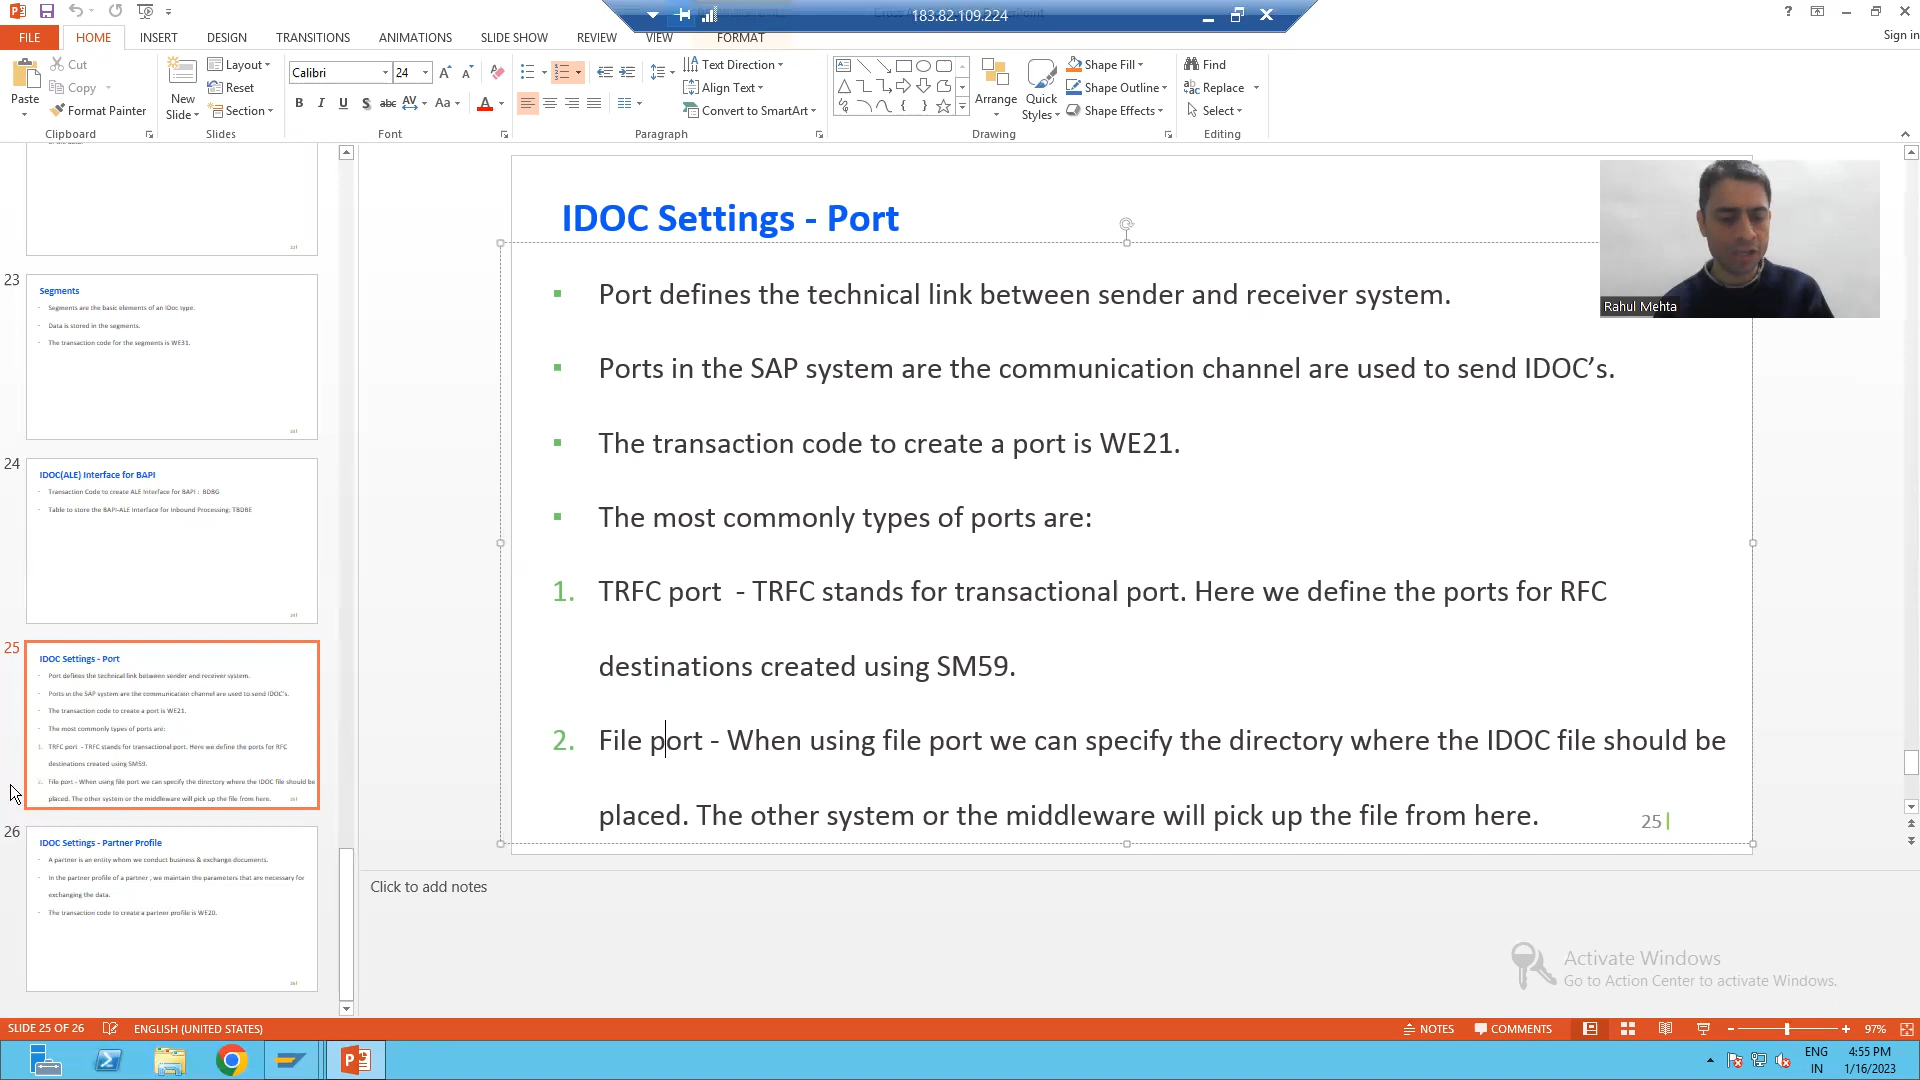 183.82.109.224
Sign in
FILE HOME INSERT DESIGN TRANSITIONS ANIMATIONS SLIDE SHOW REVIEW VIEW FORMAT
Paste
Cut
Copy
Format Painter
Clipboard
New
Slide
Layout
Reset
Section
Slides
Calibri 24
B I U S abc AV Aa A
Font
Text Direction
Align Text
Convert to SmartArt
Paragraph
Arrange
Quick
Styles
Shape Fill
Shape Outline
Shape Effects
Drawing
Find
Replace
Select
Editing
23
Segments
Segments are the basic elements of an IDoc type.
Data is stored in the segments.
The transaction code for the segments is WE31.
24
IDOC(ALE) Interface for BAPI
Transaction Code to create ALE Interface for BAPI : BDBG
Table to store the BAPI-ALE Interface for Inbound Processing: TBDBE
25
IDOC Settings - Port
Port defines the technical link between sender and receiver system.
Ports in the SAP system are the communication channel are used to send IDOC's.
The transaction code to create a port is WE21.
The most commonly types of ports are:
1. TRFC port - TRFC stands for transactional port. Here we define the ports for RFC
destinations created using SM59.
2. File port - When using file port we can specify the directory where the IDOC file should be
placed. The other system or the middleware will pick up the file from here.
26
IDOC Settings - Partner Profile
A partner is an entity whom we conduct business & exchange documents.
In the partner profile of a partner , we maintain the parameters that are necessary for
exchanging the data.
The transaction code to create a partner profile is WE20.
IDOC Settings - Port
Port defines the technical link between sender and receiver system.
Ports in the SAP system are the communication channel are used to send IDOC’s.
The transaction code to create a port is WE21.
The most commonly types of ports are:
1. TRFC port - TRFC stands for transactional port. Here we define the ports for RFC
destinations created using SM59.
2. File port - When using file port we can specify the directory where the IDOC file should be
placed. The other system or the middleware will pick up the file from here.
25
Rahul Mehta
Click to add notes
Activate Windows
Go to Action Center to activate Windows.
SLIDE 25 OF 26 ENGLISH (UNITED STATES) NOTES COMMENTS 97%
ENG
IN
4:55 PM
1/16/2023